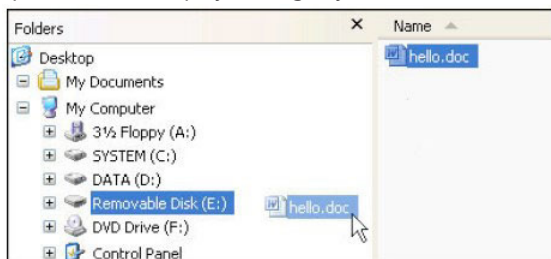 Folders
Name
Desktop
hello.doc
My Documents
My Computer
3½ Floppy (A:)
SYSTEM (C:)
DATA (D:)
Removable Disk (E:)
hello.doc
DVD Drive (F:)
Control Panel